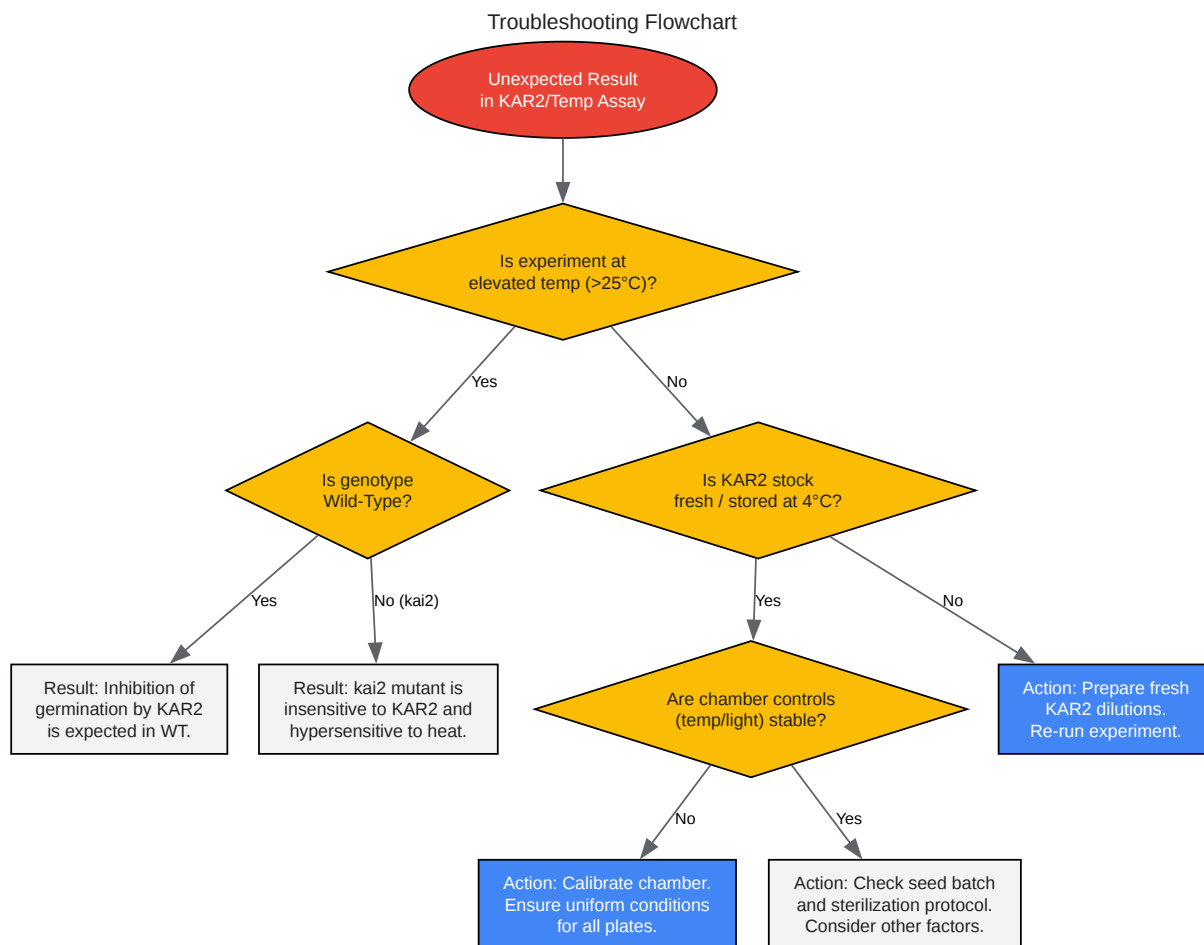 Troubleshooting Flowchart
Unexpected Result
in KAR2/Temp Assay
Is experiment at
elevated temp (>25°C)?
Yes
No
Is genotype
Wild-Type?
Is KAR2 stock
fresh / stored at 4°C?
Yes
No (kai2)
Yes
No
Result: Inhibition of
germination by KAR2
is expected in WT.
Result: kai2 mutant is
insensitive to KAR2 and
hypersensitive to heat.
Are chamber controls
(temp/light) stable?
Action: Prepare fresh
KAR2 dilutions.
Re-run experiment.
No
Yes
Action: Calibrate chamber.
Ensure uniform conditions
for all plates.
Action: Check seed batch
and sterilization protocol.
Consider other factors.